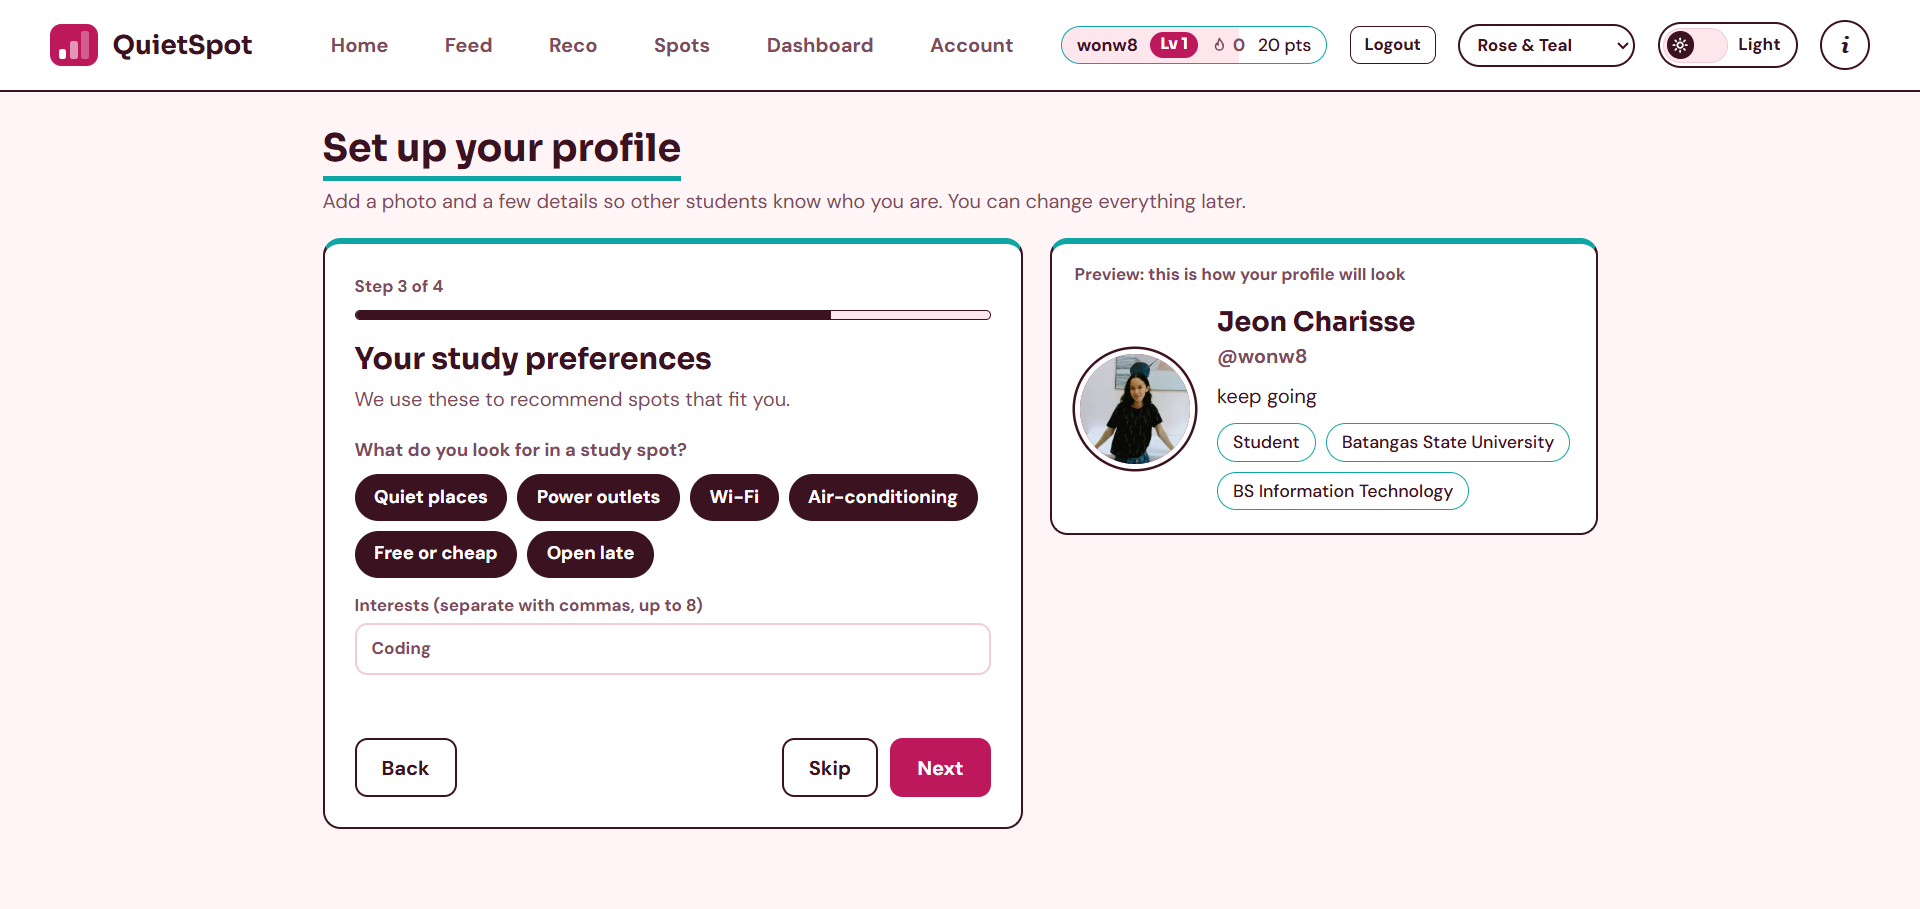 QuietSpot Home Feed Reco Spots Dashboard Account wonw8 Lv 1 0 20 pts Logout Rose & Teal Light i
Set up your profile
Add a photo and a few details so other students know who you are. You can change everything later.
Step 3 of 4
Your study preferences
We use these to recommend spots that fit you.
What do you look for in a study spot?
Quiet places Power outlets Wi-Fi Air-conditioning
Free or cheap Open late
Interests (separate with commas, up to 8)
Coding
Back Skip Next
Preview: this is how your profile will look
Jeon Charisse
@wonw8
keep going
Student Batangas State University
BS Information Technology